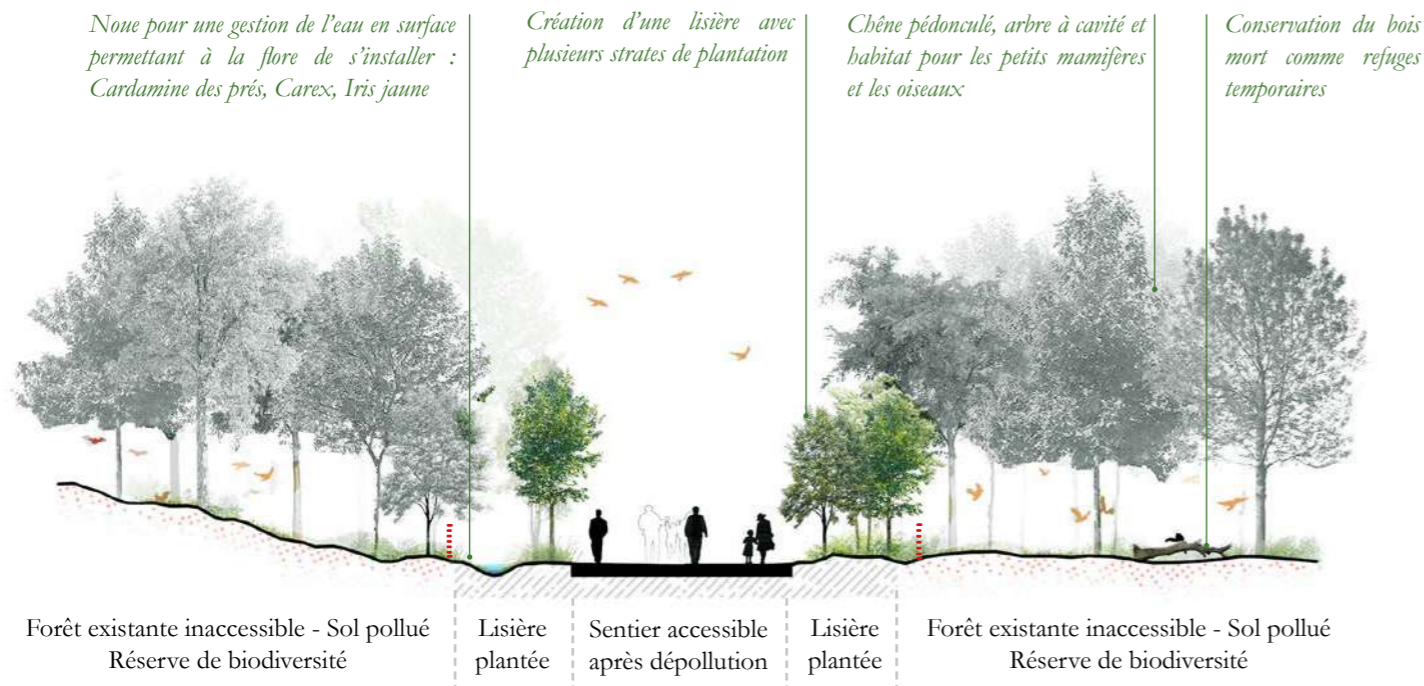 Noue pour une gestion de l'eau en surface
permettant à la flore de s'installer :
Cardamine des prés, Carex, Iris jaune
Création d'une lisière avec
plusieurs strates de plantation
Chêne pédonculé, arbre à cavité et
habitat pour les petits mamifères
et les oiseaux
Conservation du bois
mort comme refuges
temporaires
Forêt existante inaccessible - Sol pollué
Réserve de biodiversité
Lisière
plantée
Sentier accessible
après dépollution
Lisière
plantée
Forêt existante inaccessible - Sol pollué
Réserve de biodiversité